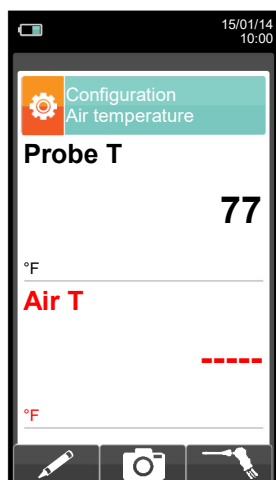 15/01/14
10:00
Configuration
Air temperature
Probe T
77
°F
Air T
-----
°F